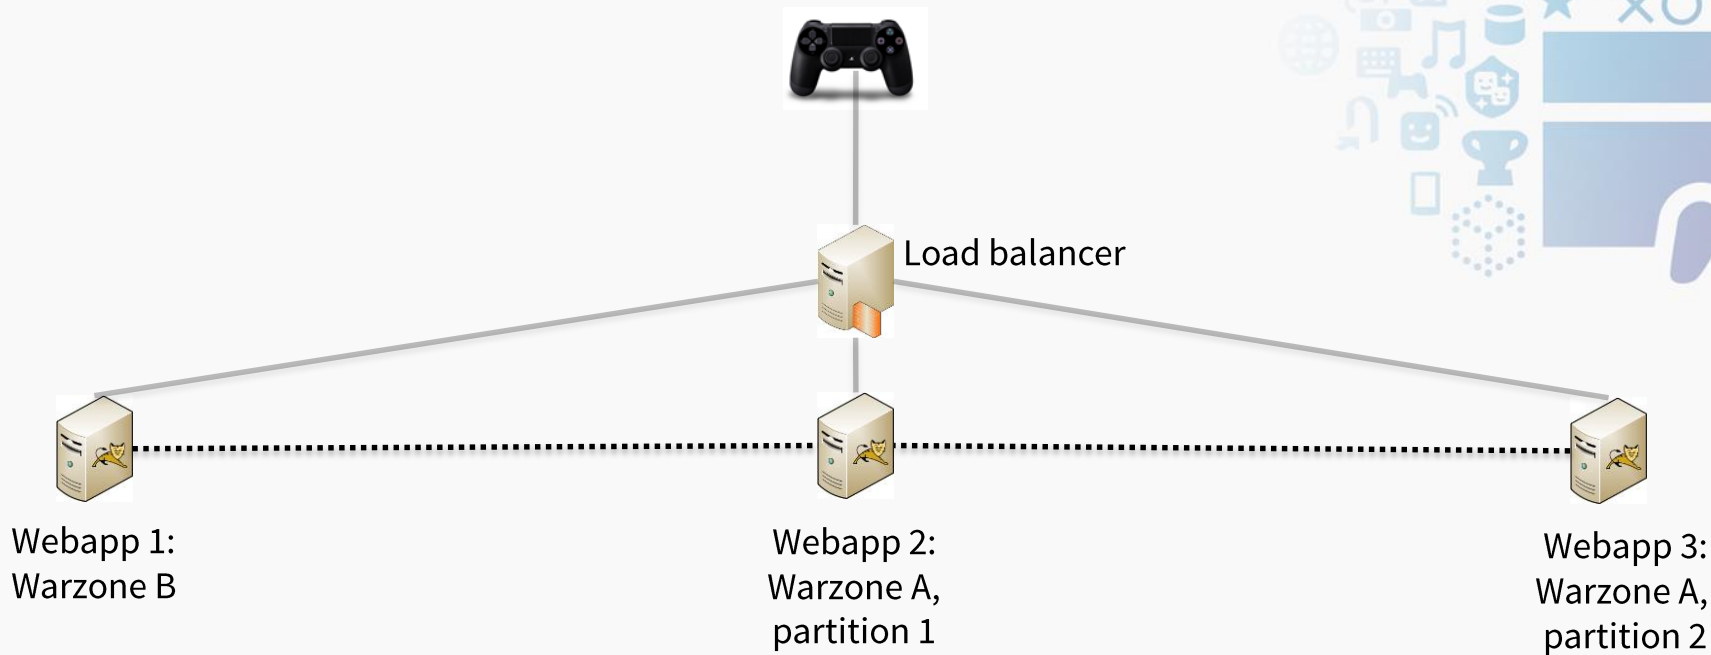 Load balancer
Webapp 1:
Warzone B
Webapp 2:
Warzone A,
partition 1
Webapp 3:
Warzone A,
partition 2